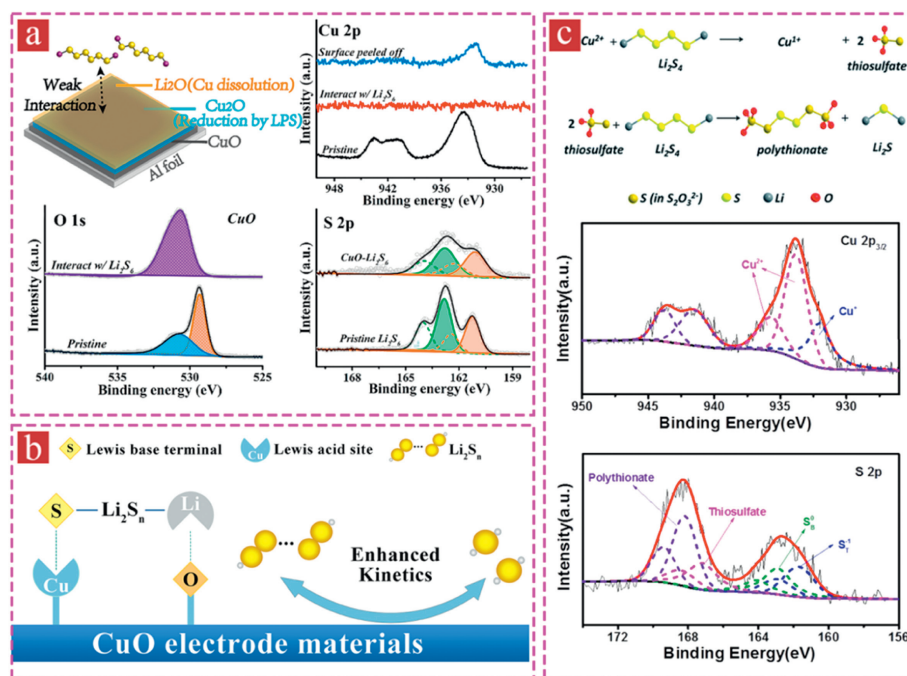 a
Weak
Interaction
Li2O(Cu dissolution)
Cu2O
(Reduction by LPS)
CuO
Al foil
Cu 2p
Surface peeled off
Interact w/ Li₂S₆
Pristine
Intensity (a.u.)
948 942 936 930
Binding energy (eV)
O 1s
CuO
Interact w/ Li₂S₆
Pristine
Intensity (a.u.)
540 535 530 525
Binding energy (eV)
S 2p
CuO-Li₂S₆
Pristine Li₂S₆
Intensity (a.u.)
168 165 162 159
Binding energy (eV)
b
S Lewis base terminal
Cu Lewis acid site
Li₂Sₙ
S Li₂Sₙ Li
Cu O
Enhanced
Kinetics
CuO electrode materials
c
Cu²⁺ + Li₂S₄ → Cu¹⁺ + 2 thiosulfate
2 thiosulfate + Li₂S₄ → polythionate + Li₂S
S (in S₂O₃²⁻) S Li O
Cu 2p₃/₂
Cu²⁺
Cu⁺
Intensity(a.u.)
950 945 940 935 930
Binding Energy(eV)
S 2p
Polythionate
Thiosulfate
Intensity(a.u.)
172 168 164 160 156
Binding Energy(eV)